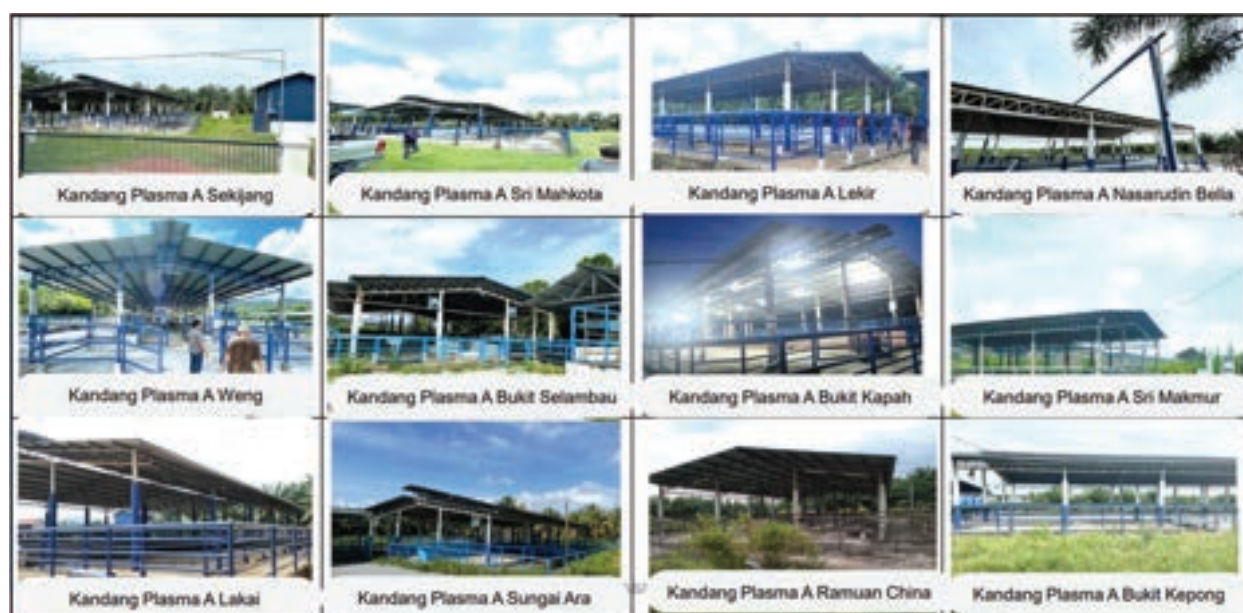 Kandang Plasma A Sekijang
Kandang Plasma A Sri Mahkota
Kandang Plasma A Lekir
Kandang Plasma A Nasarudin Belia
Kandang Plasma A Weng
Kandang Plasma A Bukit Selambau
Kandang Plasma A Bukit Kapah
Kandang Plasma A Sri Makmur
Kandang Plasma A Lakai
Kandang Plasma A Sungai Ara
Kandang Plasma A Ramuan China
Kandang Plasma A Bukit Kepong